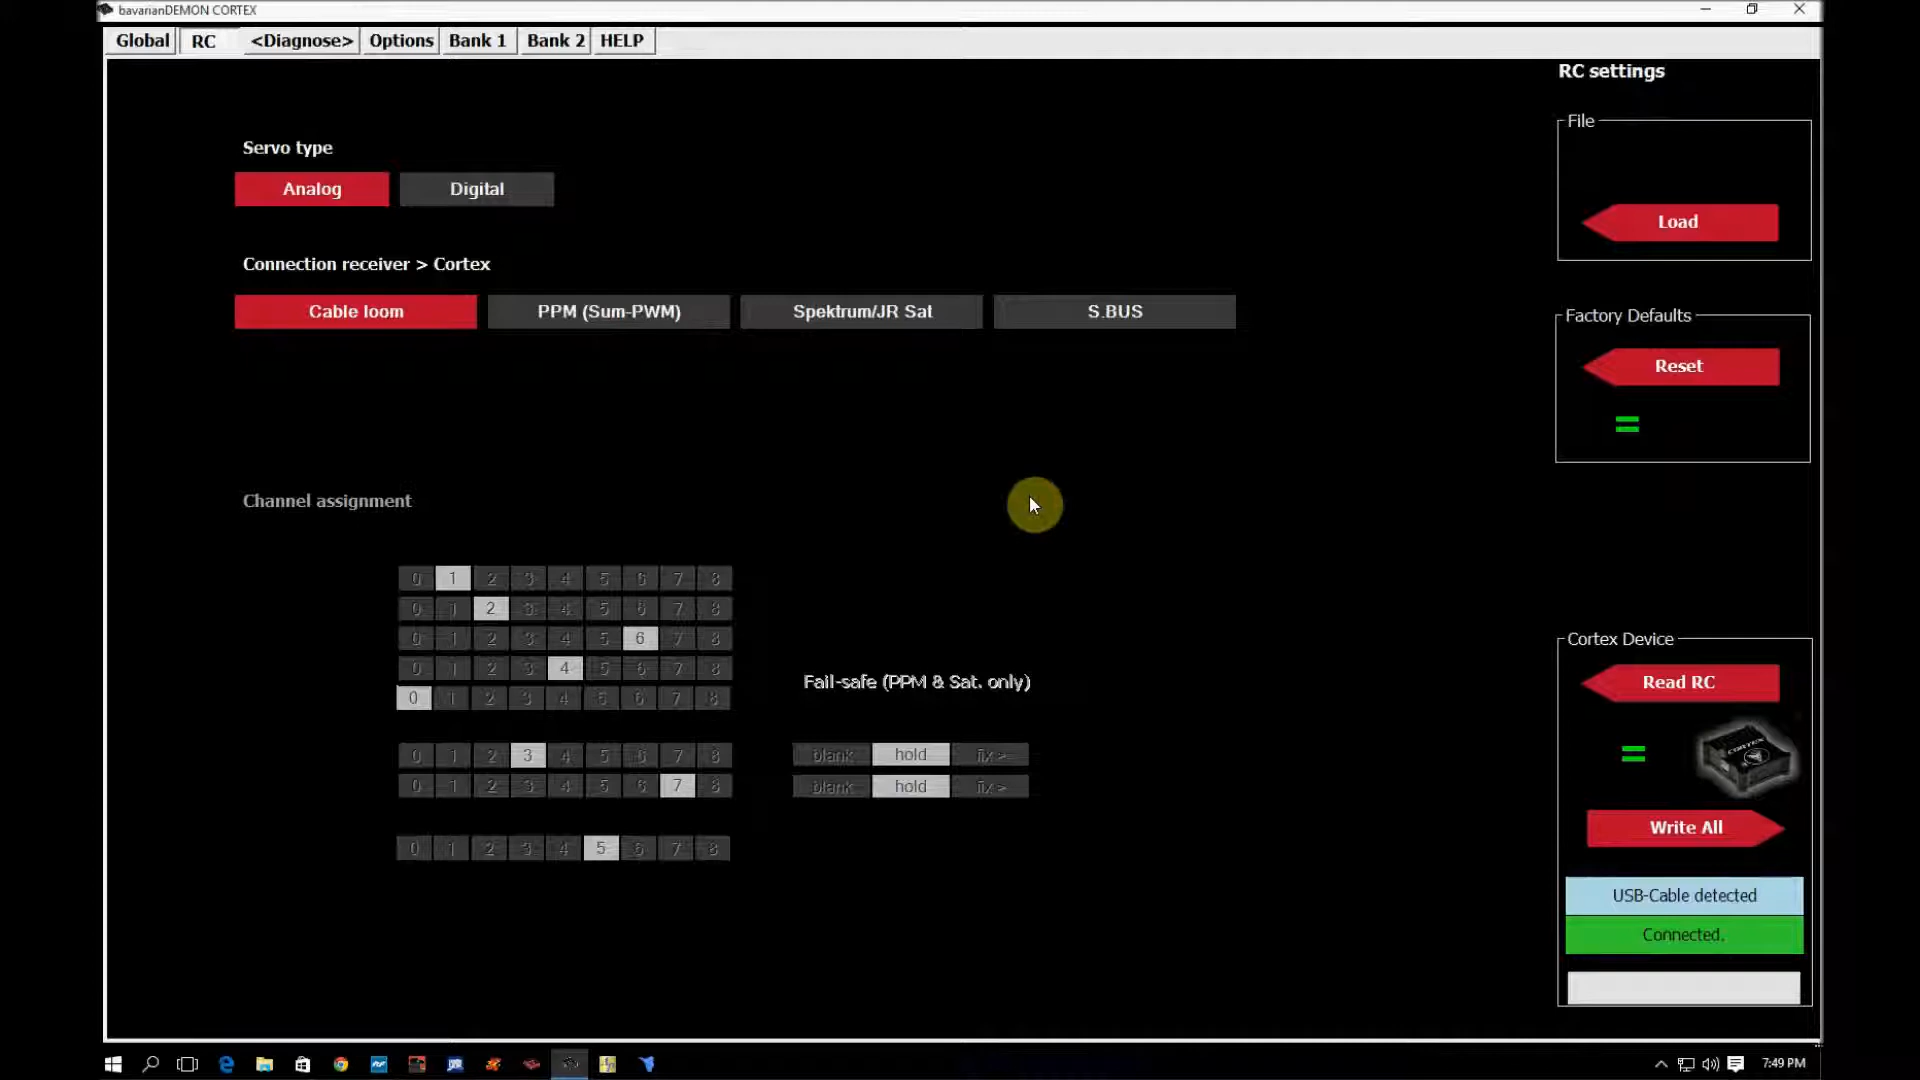 bavarianDEMON CORTEX
Global RC <Diagnose> Options Bank 1 Bank 2 HELP
RC settings
File
Servo type
Analog Digital
Load
Connection receiver > Cortex
Cable loom PPM (Sum-PWM) Spektrum/JR Sat S.BUS
Factory Defaults
Reset
=
Channel assignment
0 1 2 3 4 5 6 7 8
0 1 2 3 4 5 6 7 8
0 1 2 3 4 5 6 7 8
0 1 2 3 4 5 6 7 8
0 1 2 3 4 5 6 7 8
Fail-safe (PPM & Sat. only)
0 1 2 3 4 5 6 7 8 blank hold fix >
0 1 2 3 4 5 6 7 8 blank hold fix >
0 1 2 3 4 5 6 7 8
Cortex Device
Read RC
=
CORTEX
Write All
USB-Cable detected
Connected.
7:49 PM